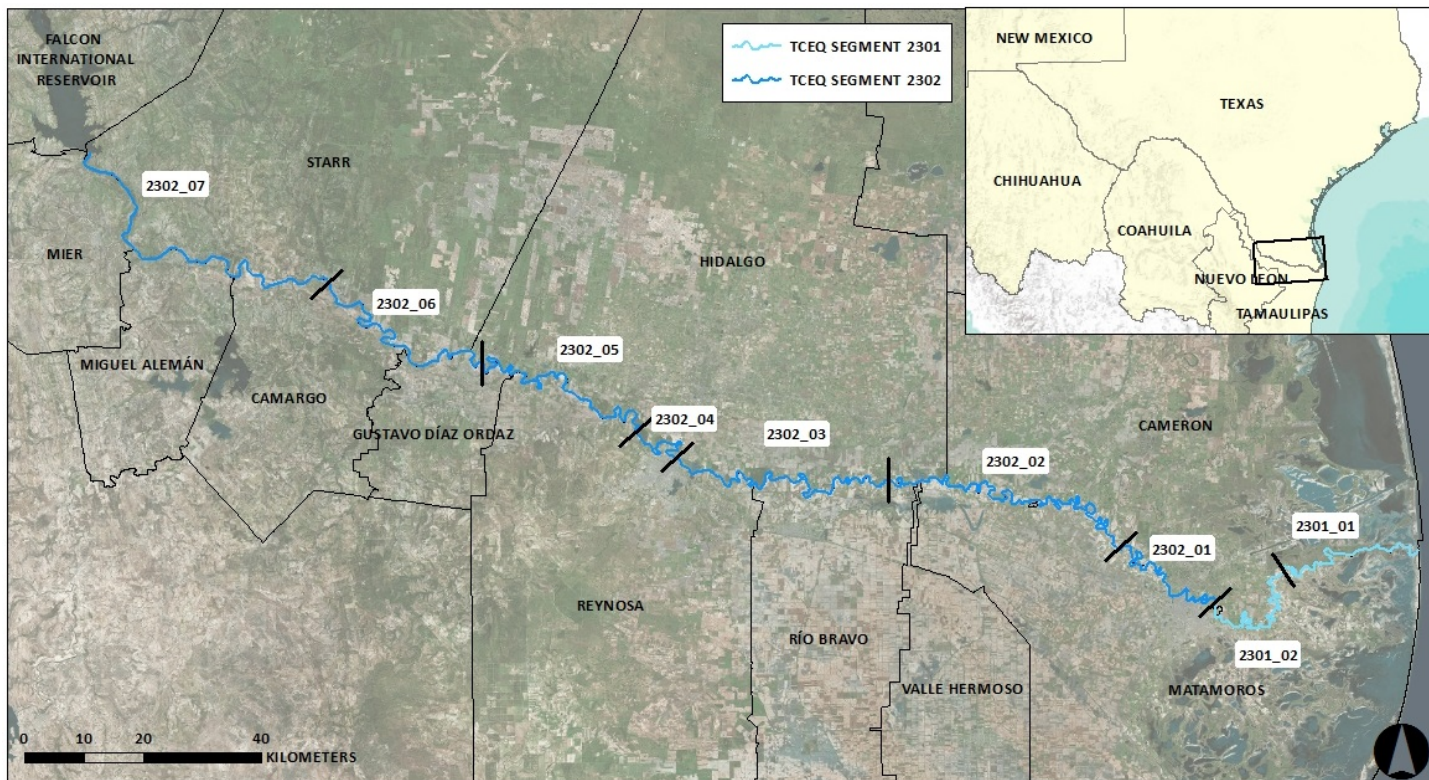 FALCON
INTERNATIONAL
RESERVOIR
TCEQ SEGMENT 2301
TCEQ SEGMENT 2302
NEW MEXICO
TEXAS
CHIHUAHUA
COAHUILA
NUEVO LEON
TAMAULIPAS
STARR
2302_07
MIER
HIDALGO
2302_06
2302_05
MIGUEL ALEMÁN
CAMARGO
GUSTAVO DÍAZ ORDAZ
2302_04
2302_03
2302_02
CAMERON
2301_01
2302_01
REYNOSA
RÍO BRAVO
VALLE HERMOSO
2301_02
MATAMOROS
0 10 20 40
KILOMETERS